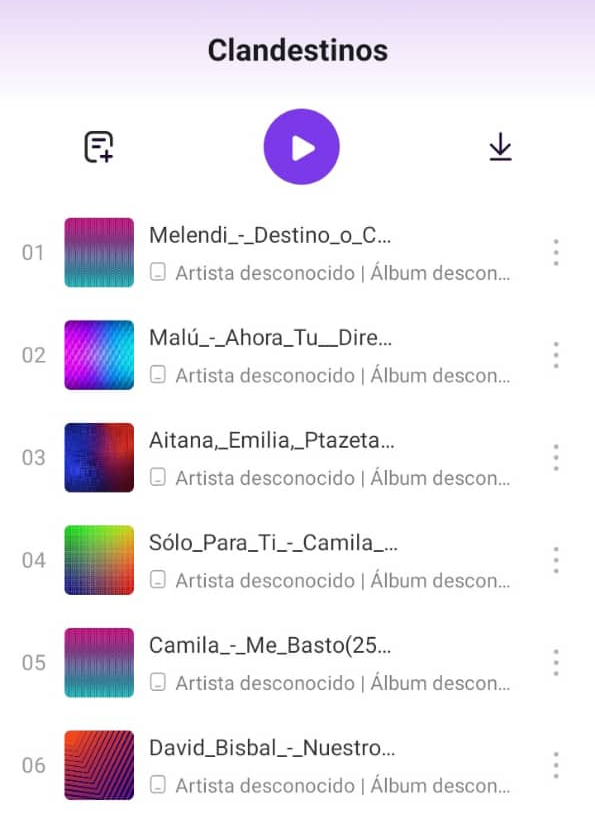 Clandestinos
01
Melendi_-_Destino_o_C...
Artista desconocido | Álbum descon...
02
Malú_-_Ahora_Tu__Dire...
Artista desconocido | Álbum descon...
03
Aitana,_Emilia,_Ptazeta...
Artista desconocido | Álbum descon...
04
Sólo_Para_Ti_-_Camila_...
Artista desconocido | Álbum descon...
05
Camila_-_Me_Basto(25...
Artista desconocido | Álbum descon...
06
David_Bisbal_-_Nuestro...
Artista desconocido | Álbum descon...